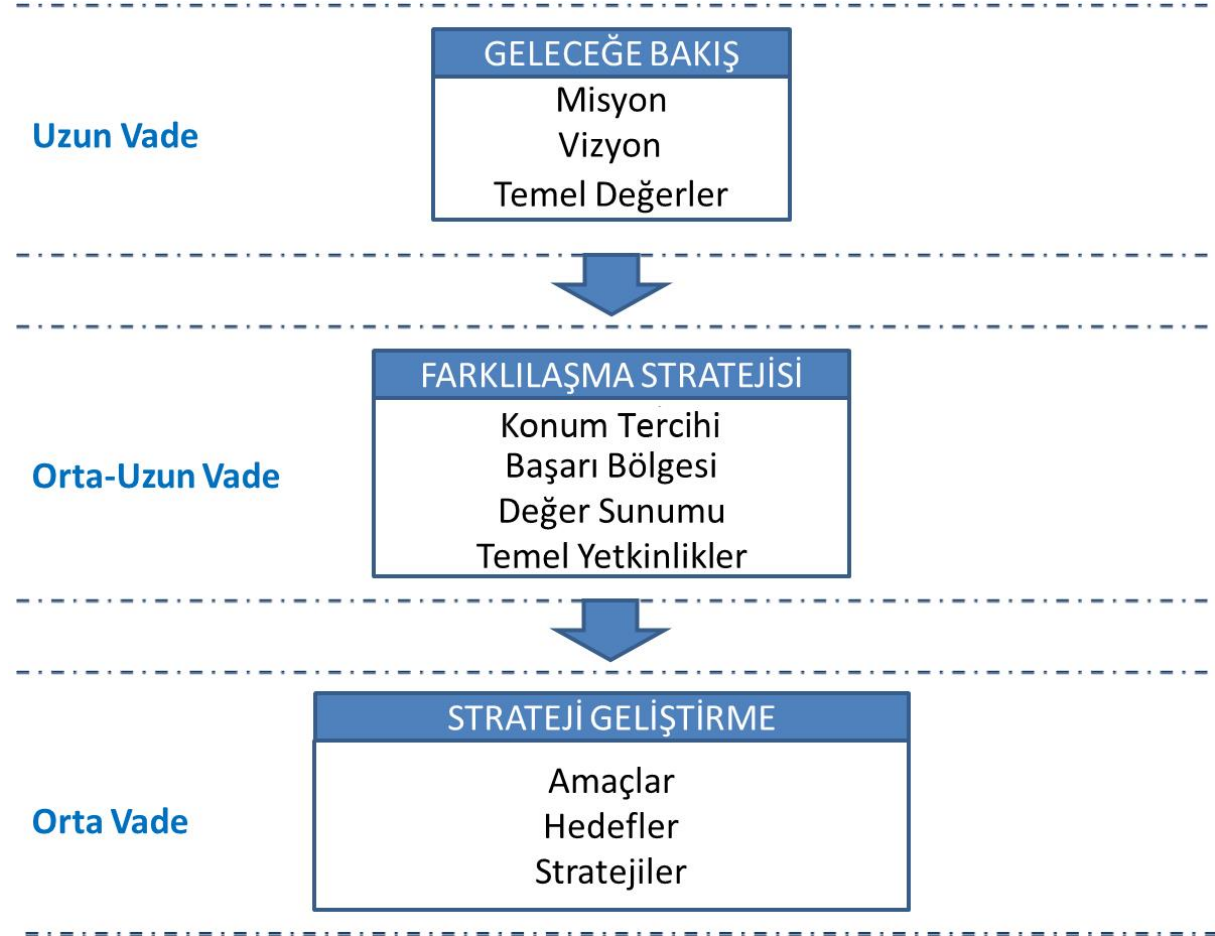 GELECEĞE BAKIŞ
Misyon
Uzun Vade
Vizyon
Temel Değerler
FARKLILAŞMA STRATEJİSİ
Konum Tercihi
Başarı Bölgesi
Orta-Uzun Vade
Değer Sunumu
Temel Yetkinlikler
STRATEJİ GELİŞTİRME
Amaçlar
Orta Vade
Hedefler
Stratejiler